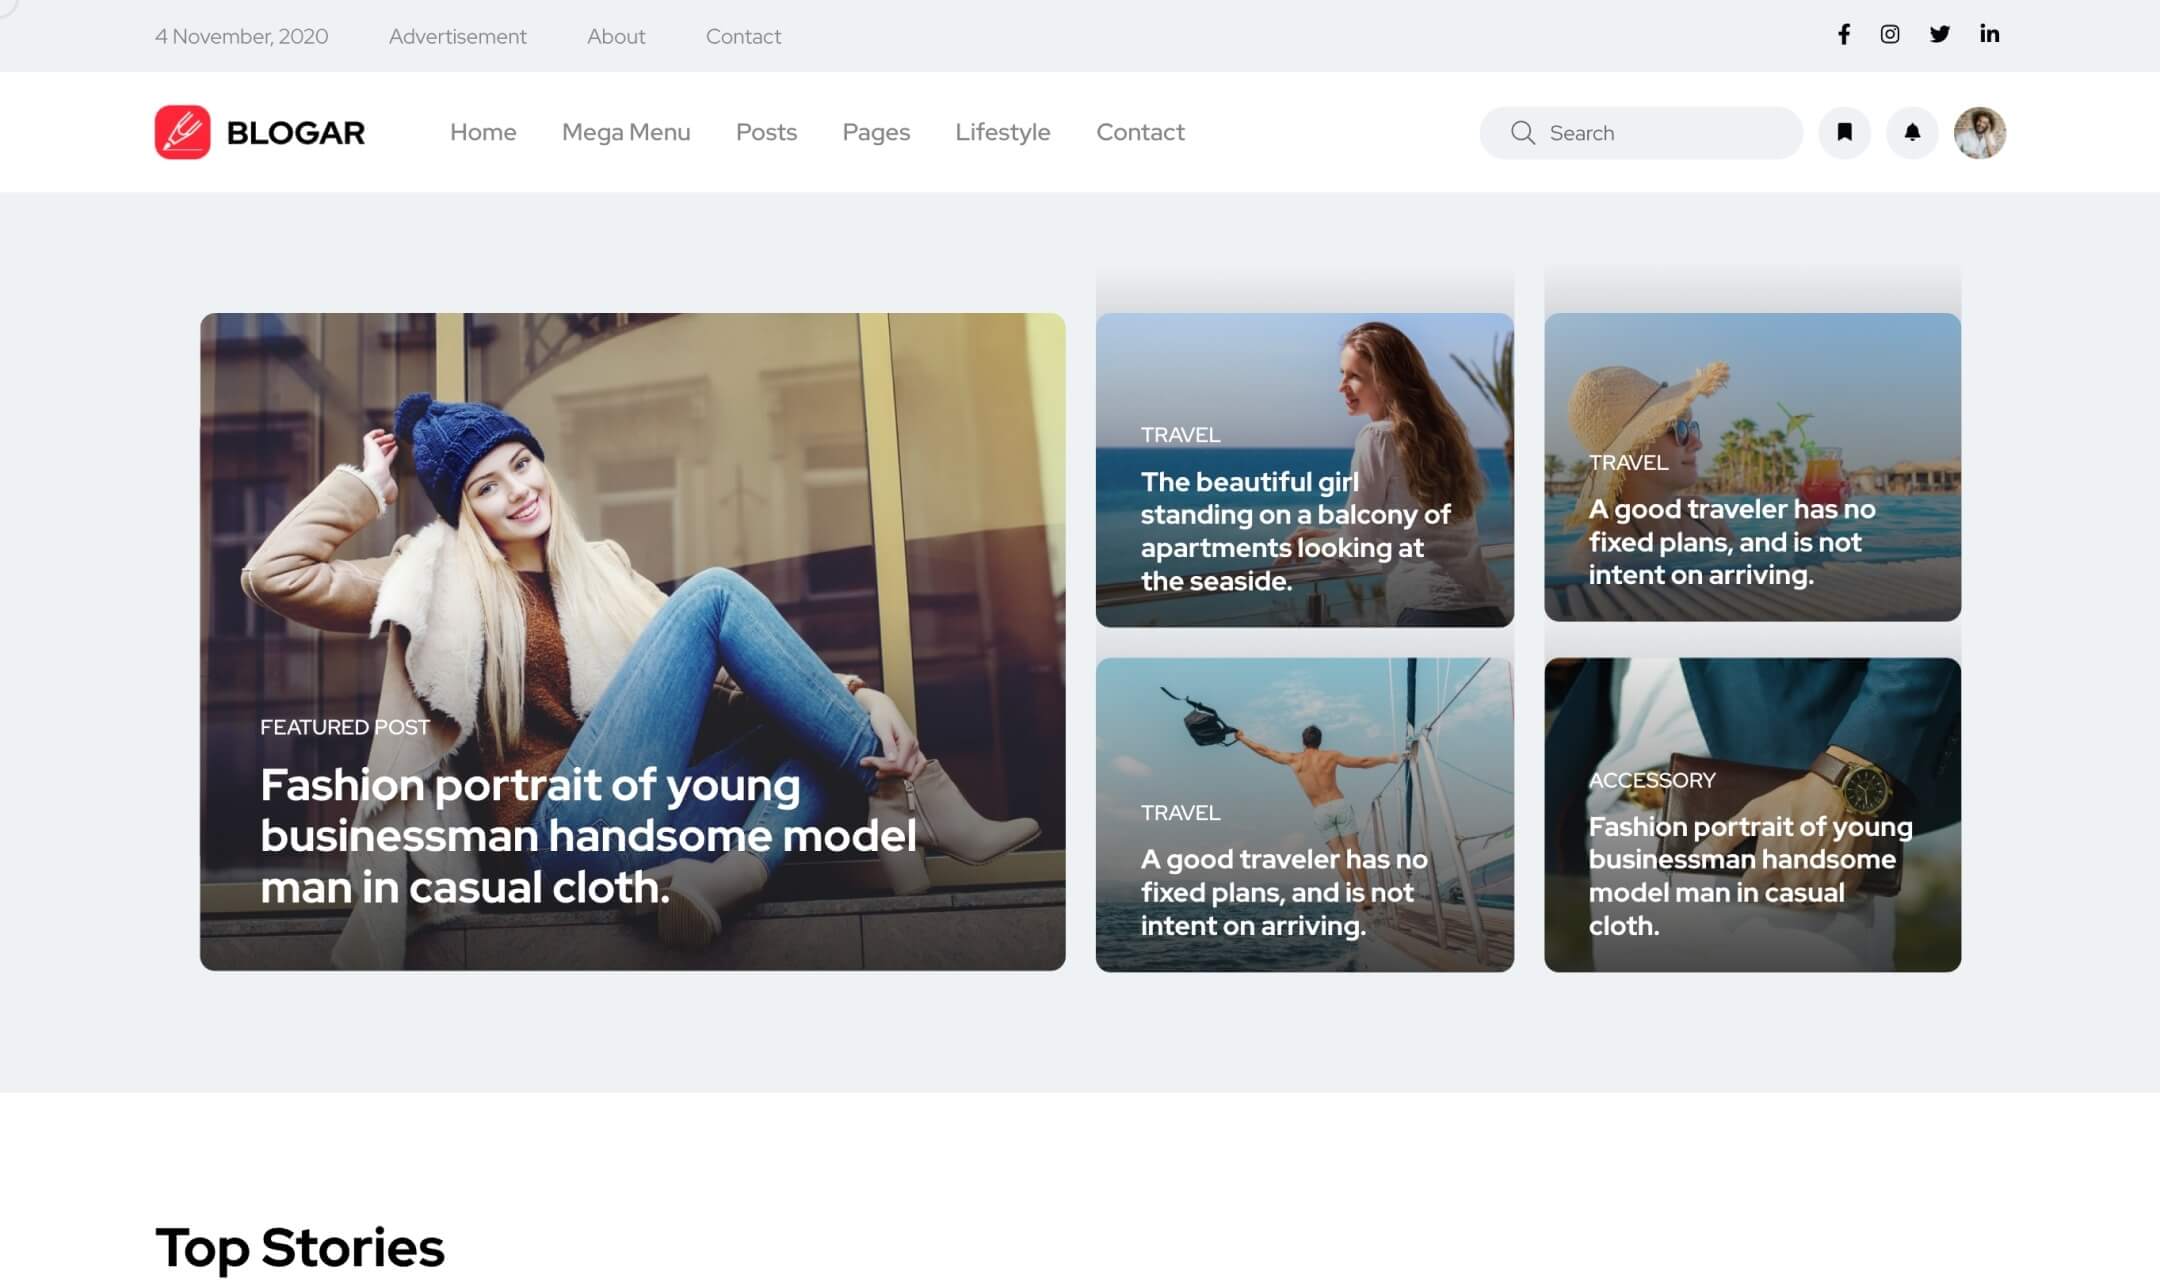 4 November, 2020 Advertisement About Contact
BLOGAR Home Mega Menu Posts Pages Lifestyle Contact Search
FEATURED POST
Fashion portrait of young
businessman handsome model
man in casual cloth.
TRAVEL
The beautiful girl
standing on a balcony of
apartments looking at
the seaside.
TRAVEL
A good traveler has no
fixed plans, and is not
intent on arriving.
TRAVEL
A good traveler has no
fixed plans, and is not
intent on arriving.
ACCESSORY
Fashion portrait of young
businessman handsome
model man in casual
cloth.
Top Stories